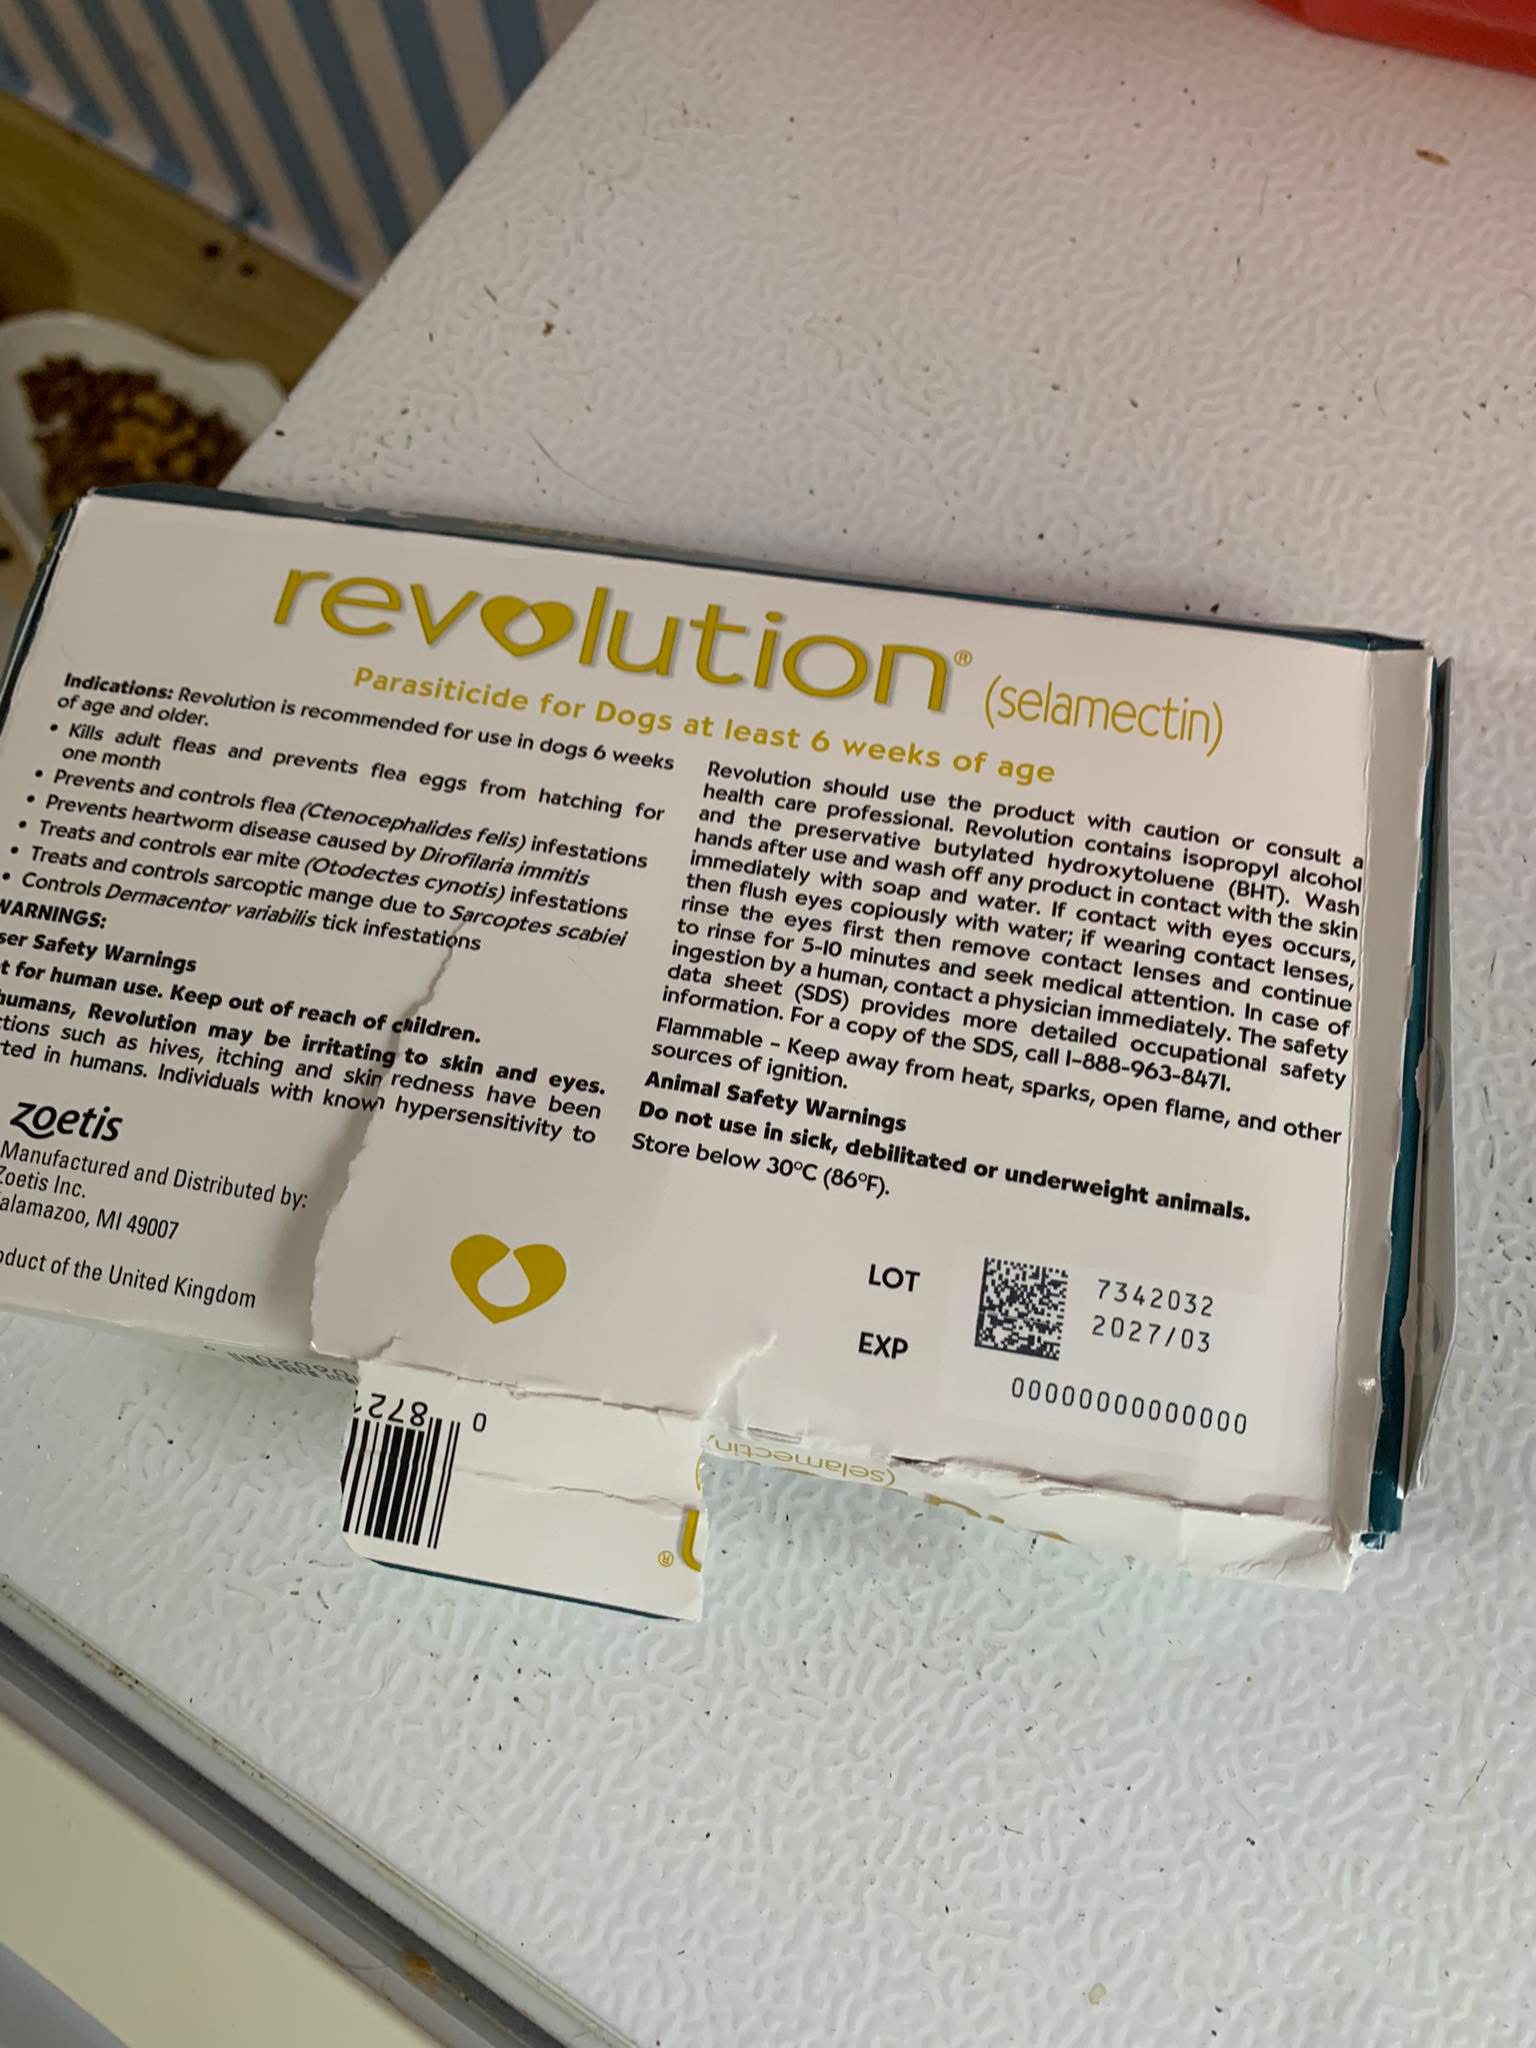 revolution® (selamectin)
Parasiticide for Dogs at least 6 weeks of age
Indications: Revolution is recommended for use in dogs 6 weeks
of age and older.
• Kills adult fleas and prevents flea eggs from hatching for
one month
• Prevents and controls flea (Ctenocephalides felis) infestations
• Prevents heartworm disease caused by Dirofilaria immitis
• Treats and controls ear mite (Otodectes cynotis) infestations
• Treats and controls sarcoptic mange due to Sarcoptes scabiei
• Controls Dermacentor variabilis tick infestations
WARNINGS:
ser Safety Warnings
t for human use. Keep out of reach of children.
humans, Revolution may be irritating to skin and eyes.
ctions such as hives, itching and skin redness have been
rted in humans. Individuals with known hypersensitivity to
Revolution should use the product with caution or consult a
health care professional. Revolution contains isopropyl alcohol
and the preservative butylated hydroxytoluene (BHT). Wash
hands after use and wash off any product in contact with the skin
immediately with soap and water. If contact with eyes occurs,
then flush eyes copiously with water; if wearing contact lenses,
rinse the eyes first then remove contact lenses and continue
to rinse for 5-10 minutes and seek medical attention. In case of
ingestion by a human, contact a physician immediately. The safety
data sheet (SDS) provides more detailed occupational safety
information. For a copy of the SDS, call 1-888-963-8471.
Flammable - Keep away from heat, sparks, open flame, and other
sources of ignition.
Animal Safety Warnings
Do not use in sick, debilitated or underweight animals.
Store below 30°C (86°F).
zoetis
Manufactured and Distributed by:
Zoetis Inc.
alamazoo, MI 49007
oduct of the United Kingdom
LOT 7342032
EXP 2027/03
00000000000000
(selamectin)
0 872
®